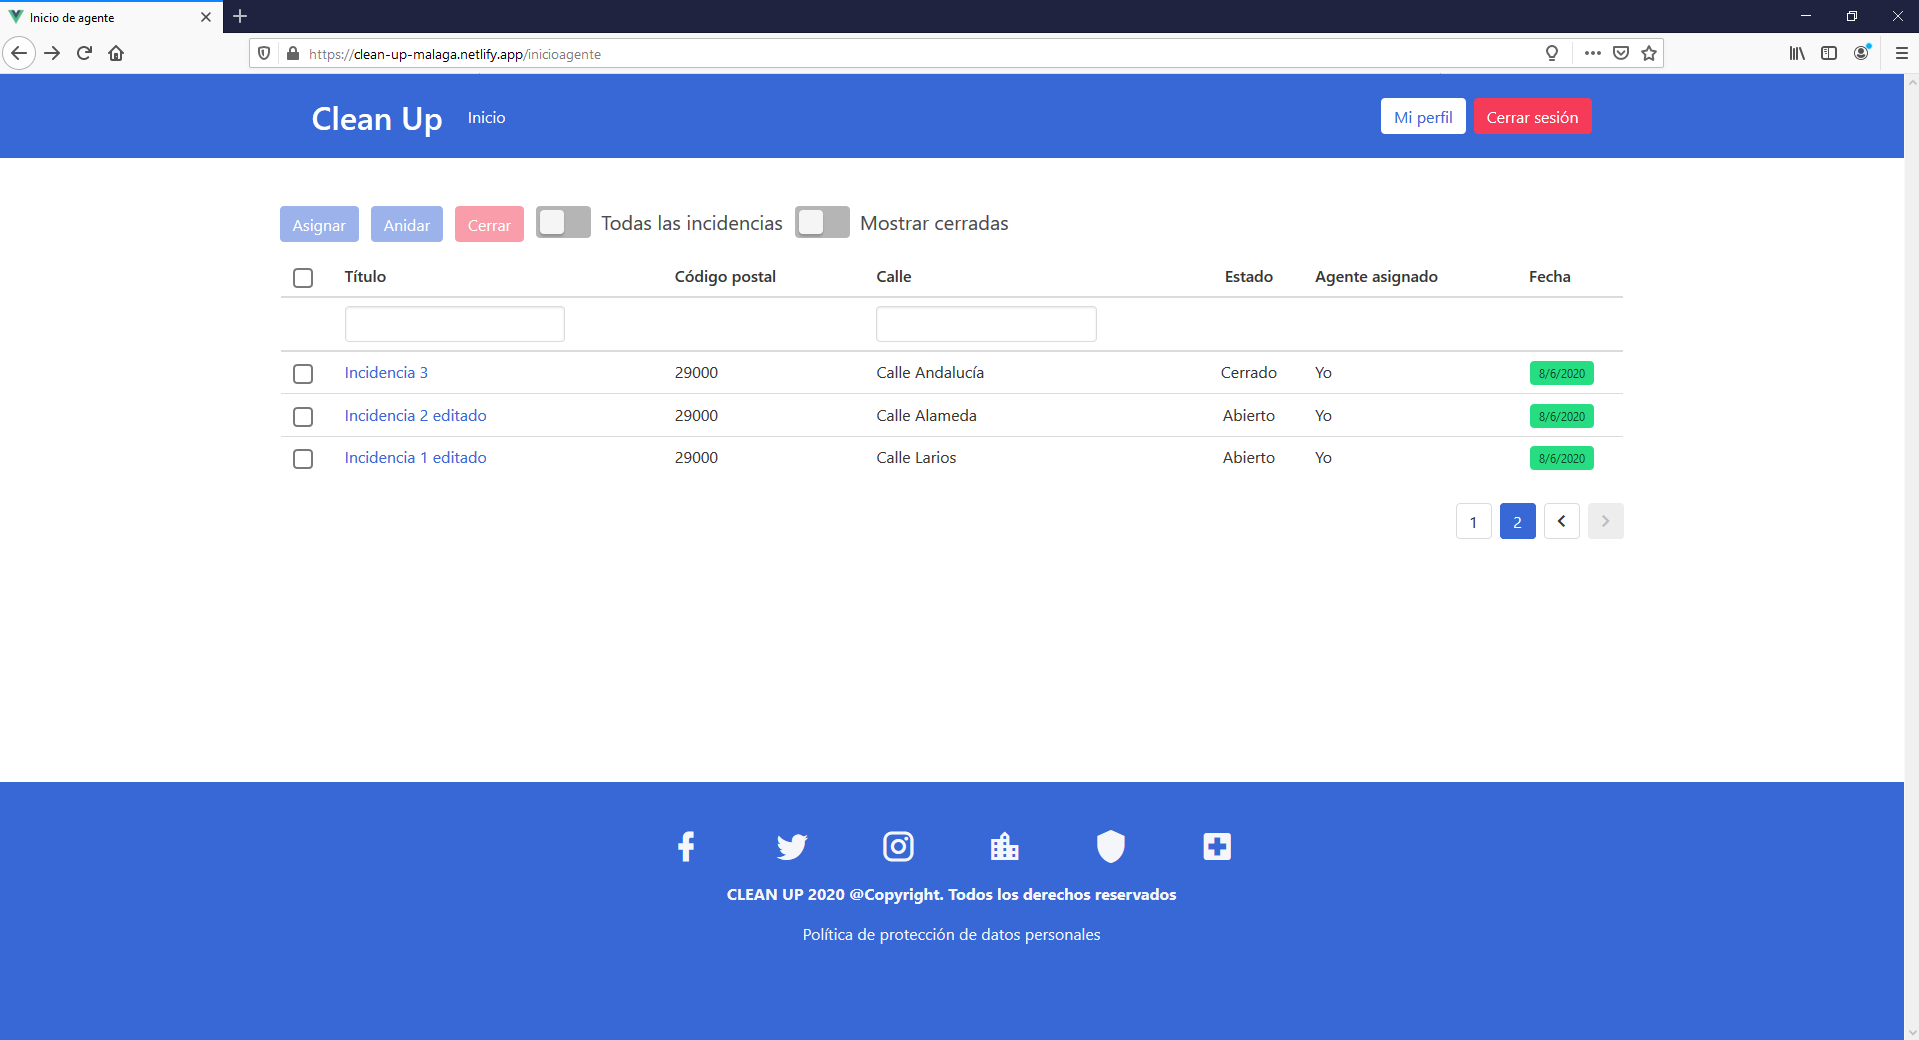 Inicio de agente
https://clean-up-malaga.netlify.app/inicioagente
Clean Up Inicio Mi perfil Cerrar sesión
Asignar Anidar Cerrar Todas las incidencias Mostrar cerradas
Título Código postal Calle Estado Agente asignado Fecha
Incidencia 3 29000 Calle Andalucía Cerrado Yo 8/6/2020
Incidencia 2 editado 29000 Calle Alameda Abierto Yo 8/6/2020
Incidencia 1 editado 29000 Calle Larios Abierto Yo 8/6/2020
1 2
CLEAN UP 2020 @Copyright. Todos los derechos reservados
Política de protección de datos personales